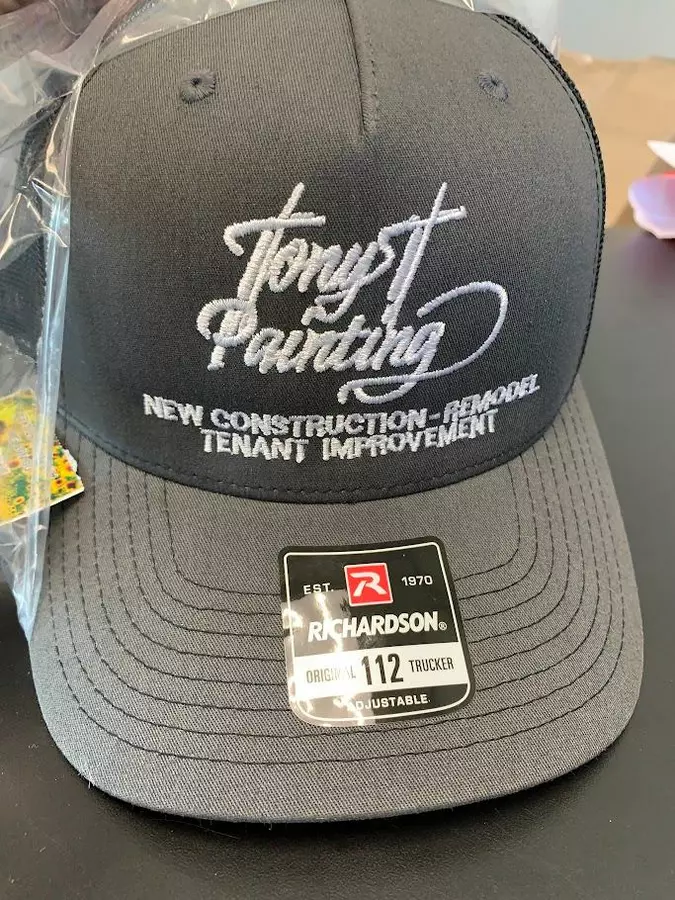 Tony T
Painting
NEW CONSTRUCTION-REMODEL
TENANT IMPROVEMENT
EST. R 1970
RICHARDSON®
ORIGINAL 112 TRUCKER
ADJUSTABLE